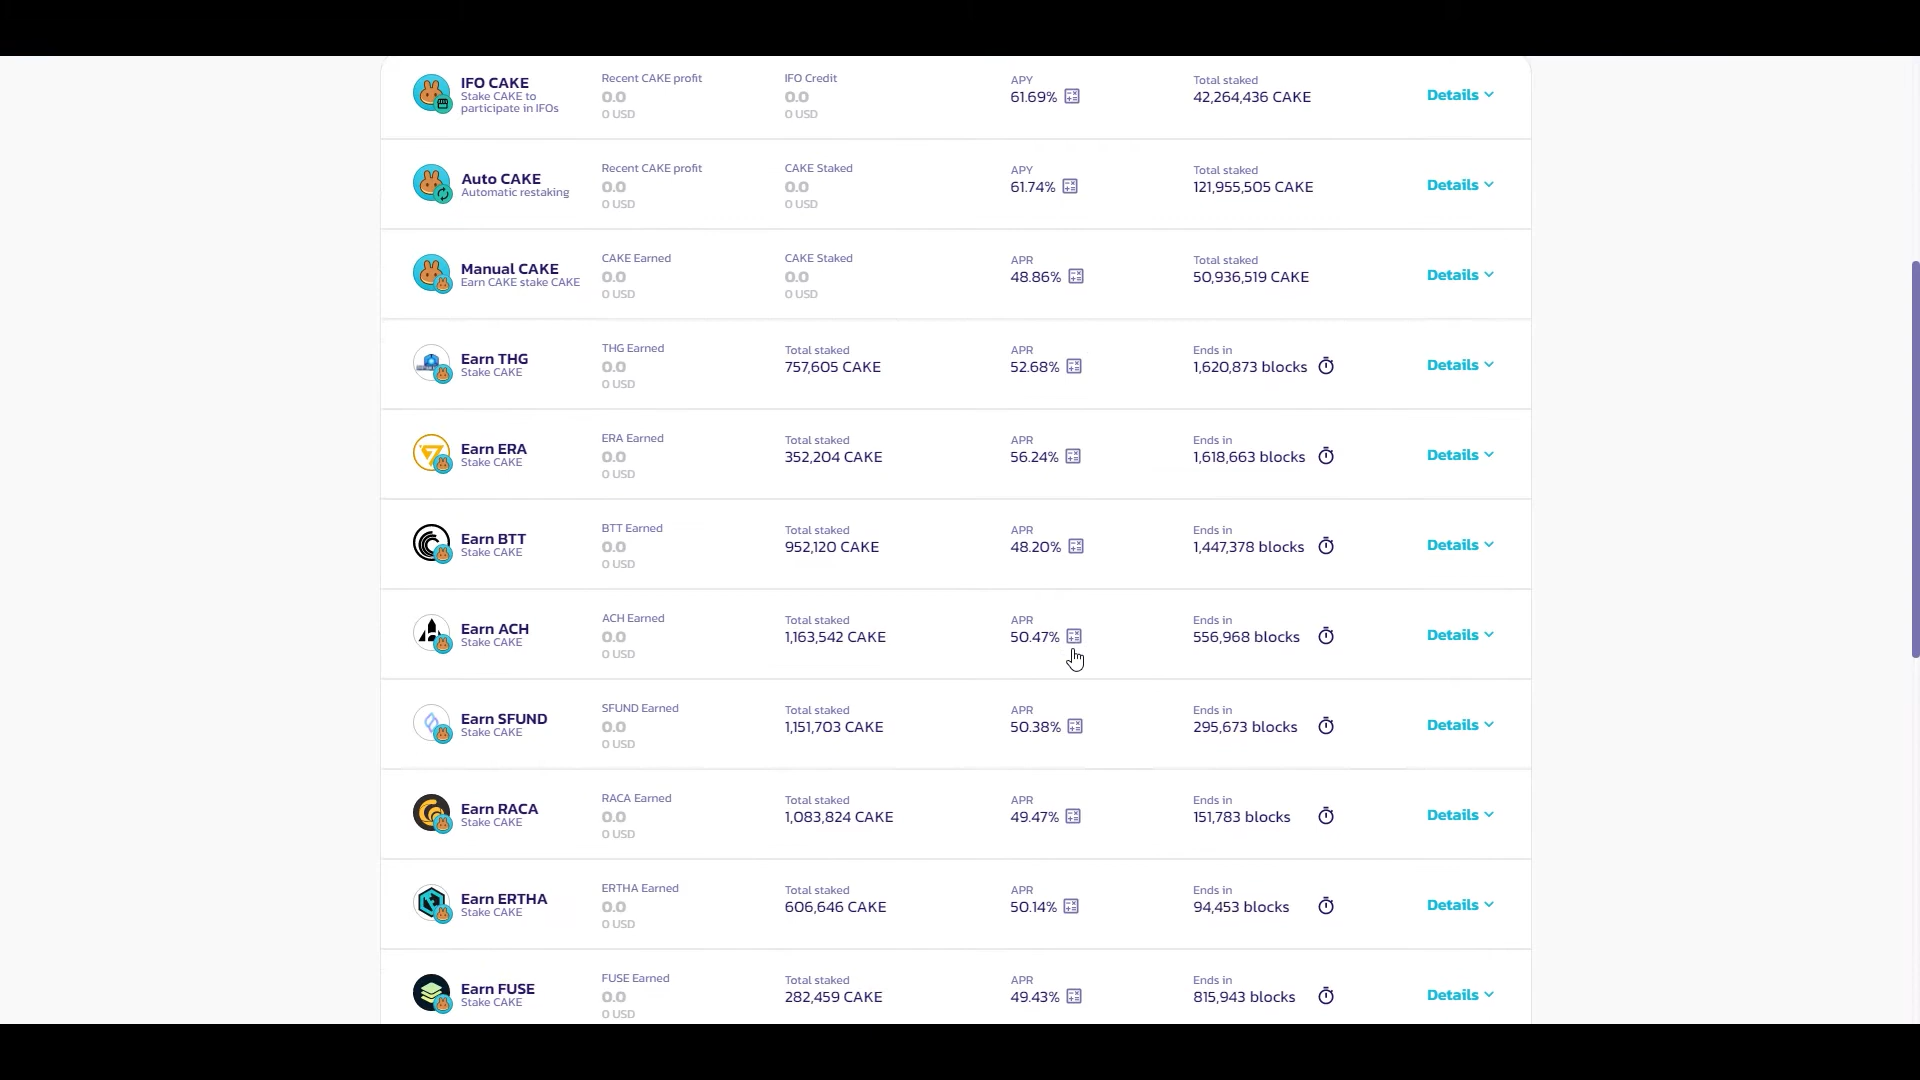 IFO CAKE
Stake CAKE to
participate in IFOs
Recent CAKE profit
0.0
0 USD
IFO Credit
0.0
0 USD
APY
61.69%
Total staked
42,264,436 CAKE
Details
Auto CAKE
Automatic restaking
Recent CAKE profit
0.0
0 USD
CAKE Staked
0.0
0 USD
APY
61.74%
Total staked
121,955,505 CAKE
Details
Manual CAKE
Earn CAKE stake CAKE
CAKE Earned
0.0
0 USD
CAKE Staked
0.0
0 USD
APR
48.86%
Total staked
50,936,519 CAKE
Details
Earn THG
Stake CAKE
THG Earned
0.0
0 USD
Total staked
757,605 CAKE
APR
52.68%
Ends in
1,620,873 blocks
Details
Earn ERA
Stake CAKE
ERA Earned
0.0
0 USD
Total staked
352,204 CAKE
APR
56.24%
Ends in
1,618,663 blocks
Details
Earn BTT
Stake CAKE
BTT Earned
0.0
0 USD
Total staked
952,120 CAKE
APR
48.20%
Ends in
1,447,378 blocks
Details
Earn ACH
Stake CAKE
ACH Earned
0.0
0 USD
Total staked
1,163,542 CAKE
APR
50.47%
Ends in
556,968 blocks
Details
Earn SFUND
Stake CAKE
SFUND Earned
0.0
0 USD
Total staked
1,151,703 CAKE
APR
50.38%
Ends in
295,673 blocks
Details
Earn RACA
Stake CAKE
RACA Earned
0.0
0 USD
Total staked
1,083,824 CAKE
APR
49.47%
Ends in
151,783 blocks
Details
Earn ERTHA
Stake CAKE
ERTHA Earned
0.0
0 USD
Total staked
606,646 CAKE
APR
50.14%
Ends in
94,453 blocks
Details
Earn FUSE
Stake CAKE
FUSE Earned
0.0
0 USD
Total staked
282,459 CAKE
APR
49.43%
Ends in
815,943 blocks
Details